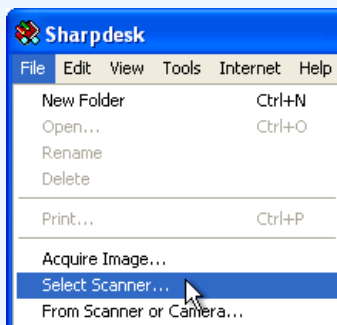 Sharpdesk
File Edit View Tools Internet Help
New Folder Ctrl+N
Open... Ctrl+O
Rename
Delete
Print... Ctrl+P
Acquire Image...
Select Scanner...
From Scanner or Camera...